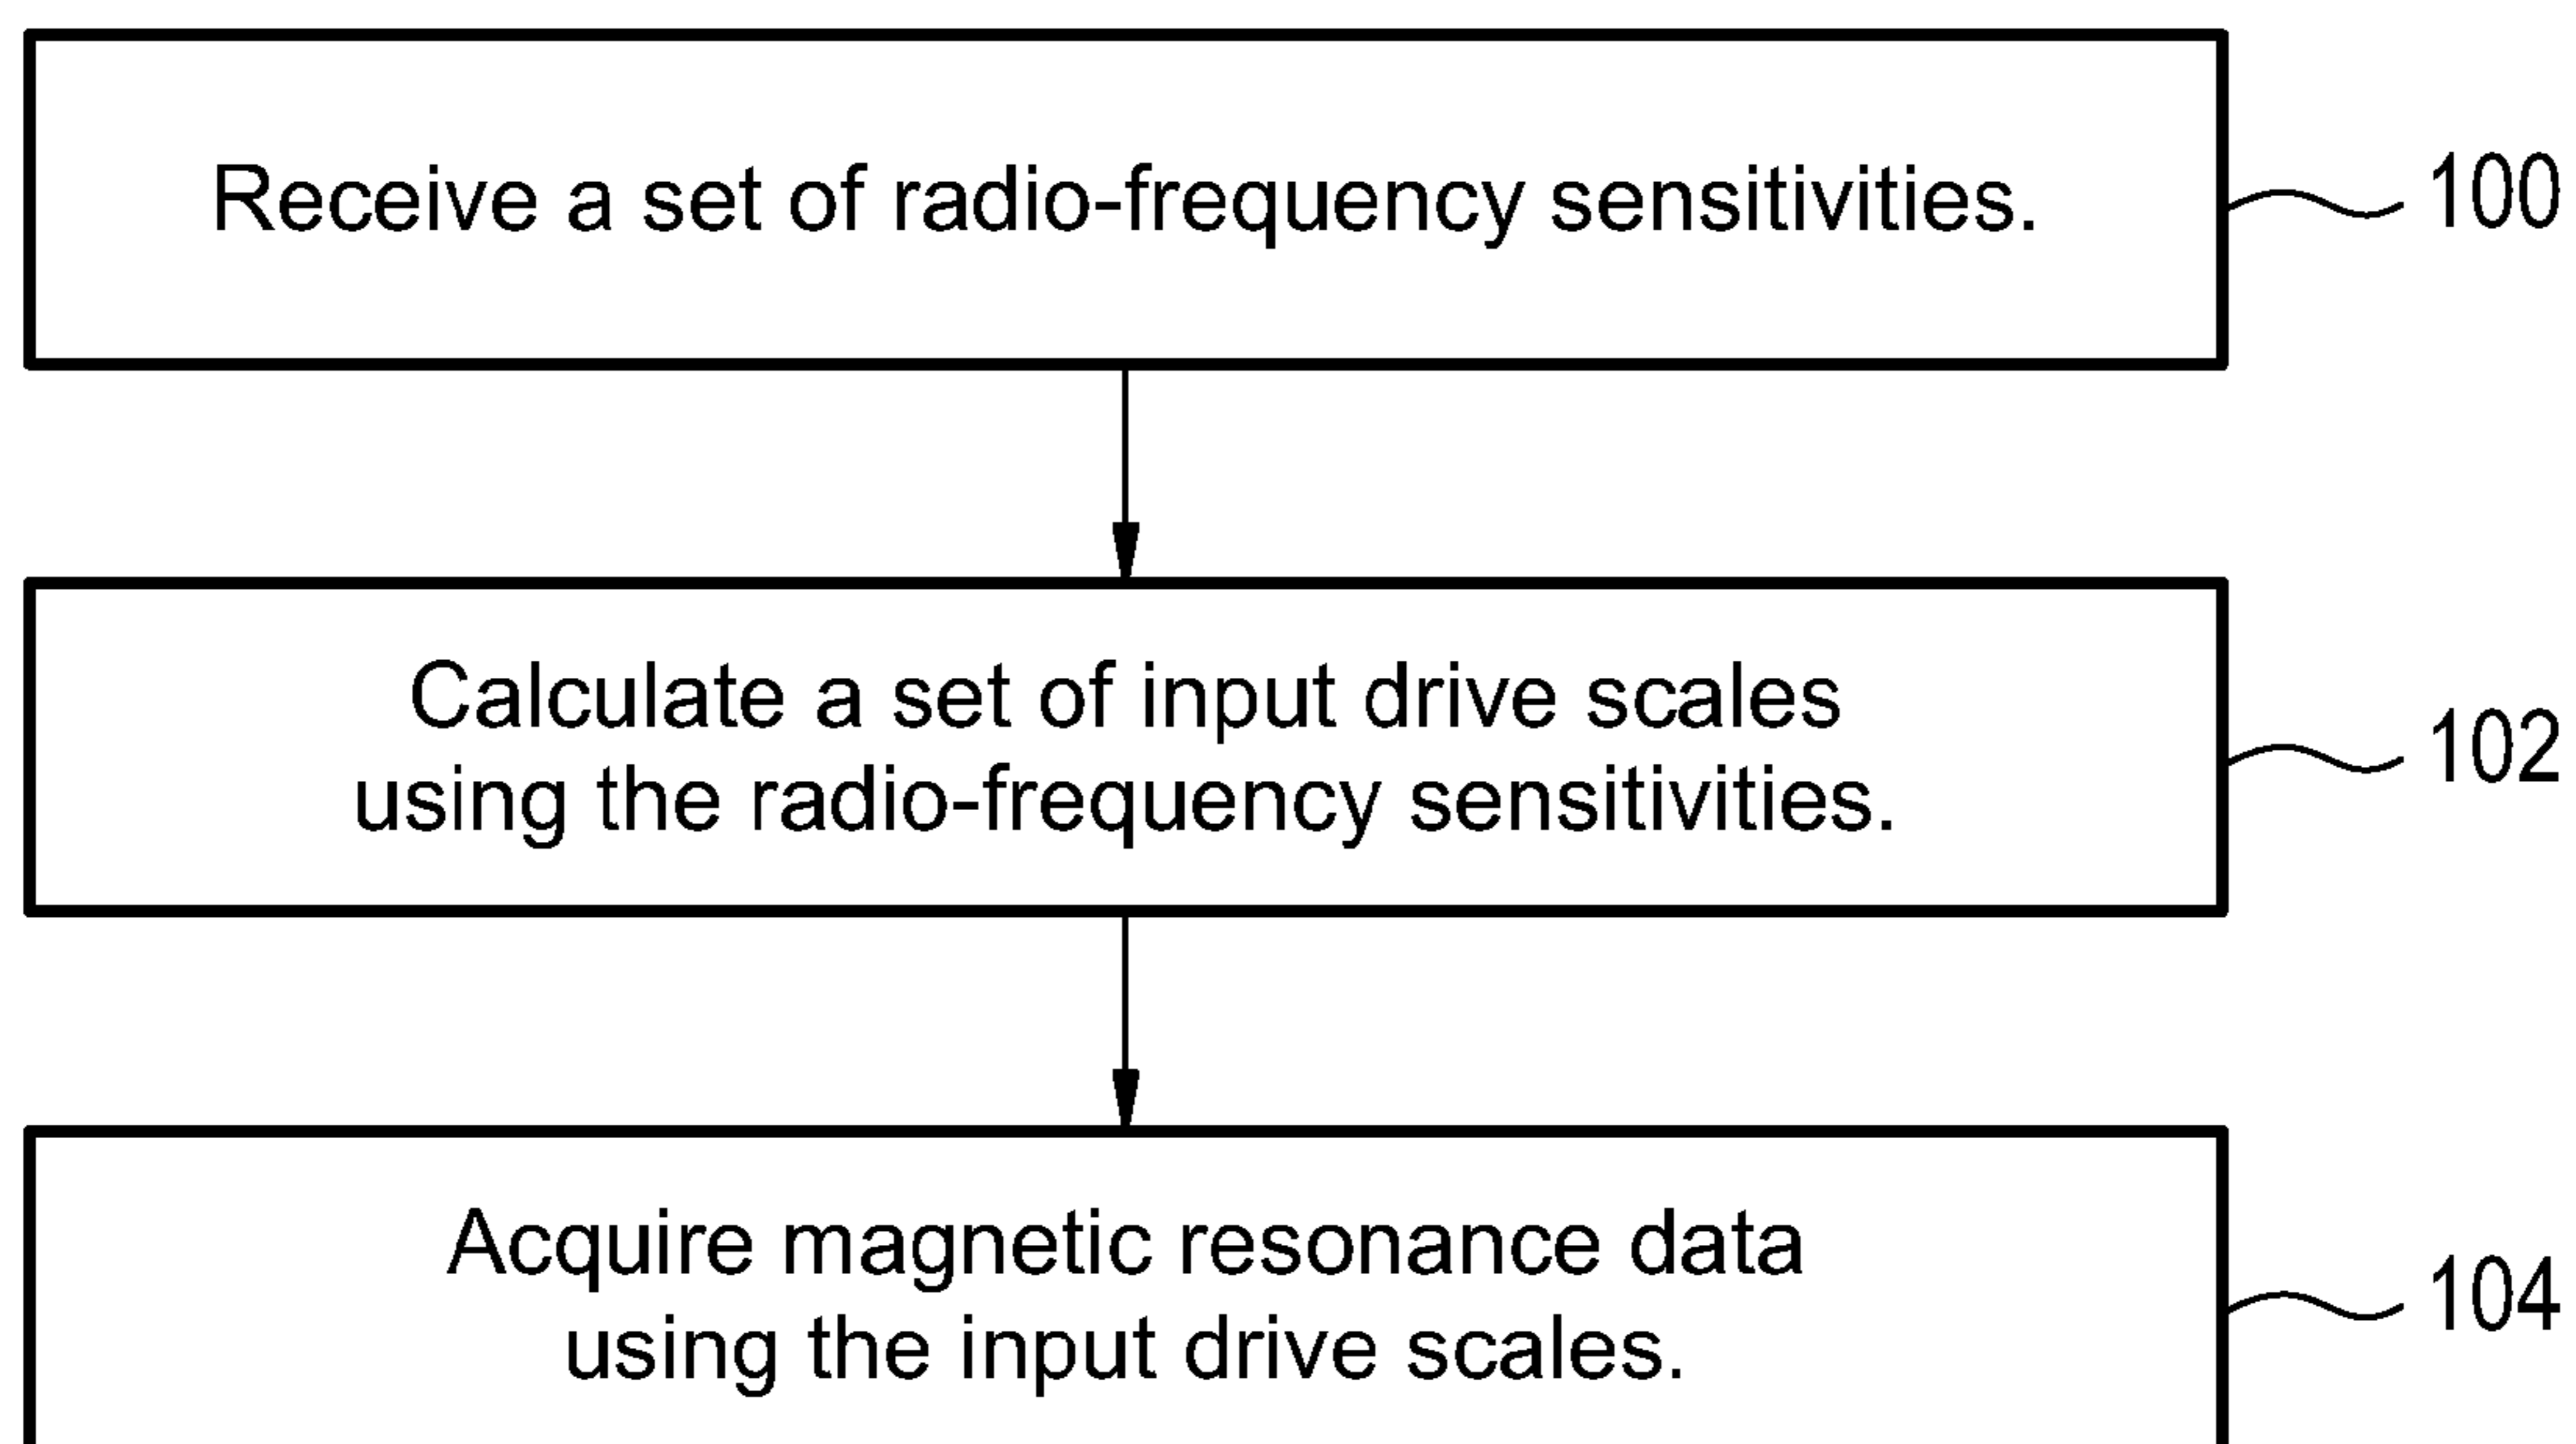 Receive a set of radio-frequency sensitivities.
100
Calculate a set of input drive scales
using the radio-frequency sensitivities.
102
Acquire magnetic resonance data
using the input drive scales.
104